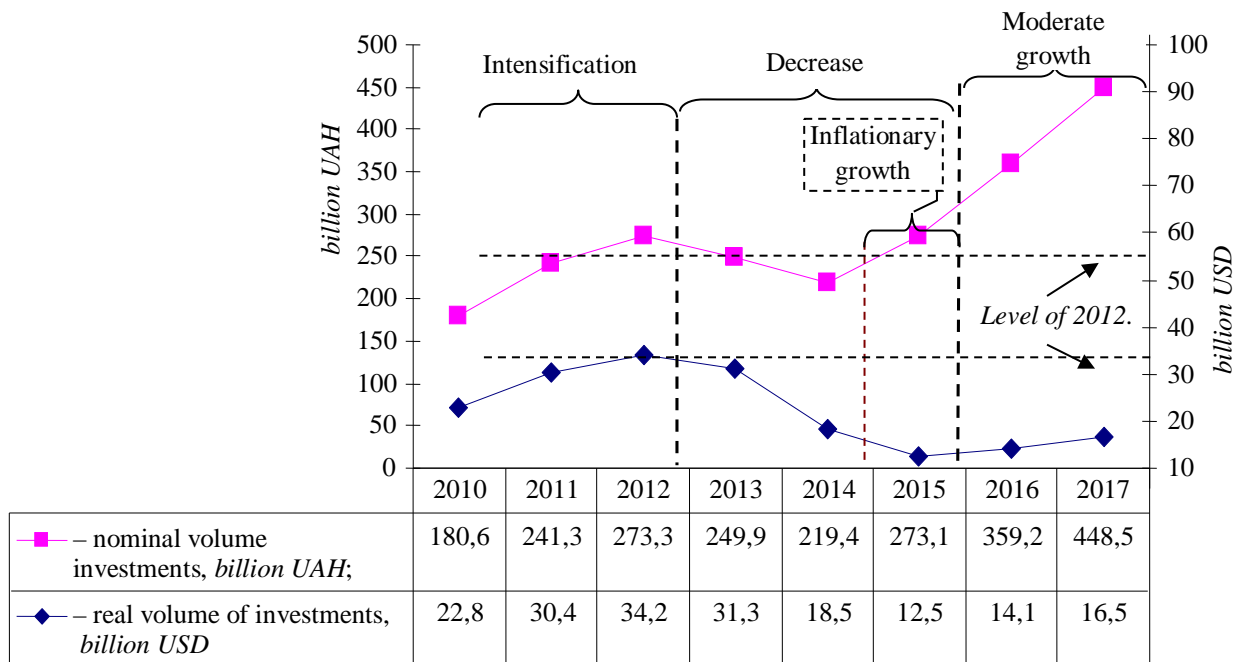 Moderate
growth
Intensification
Decrease
Inflationary
growth
Level of 2012.
billion UAH
500
450
400
350
300
250
200
150
100
50
0
billion USD
100
90
80
70
60
50
40
30
20
10
2010 2011 2012 2013 2014 2015 2016 2017
– nominal volume
investments, billion UAH;
180,6 241,3 273,3 249,9 219,4 273,1 359,2 448,5
– real volume of investments,
billion USD
22,8 30,4 34,2 31,3 18,5 12,5 14,1 16,5